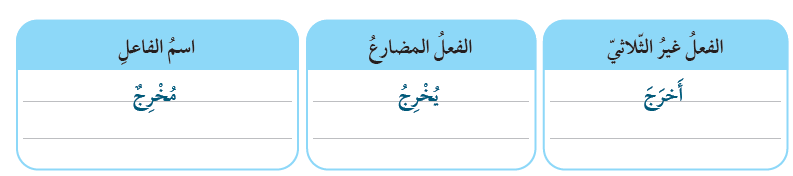 الفعلُ غيرُ الثّلاثيّ
الفعلُ المضارعُ
اسمُ الفاعلِ
أَخرَجَ
يُخْرِجُ
مُخْرِجٌ